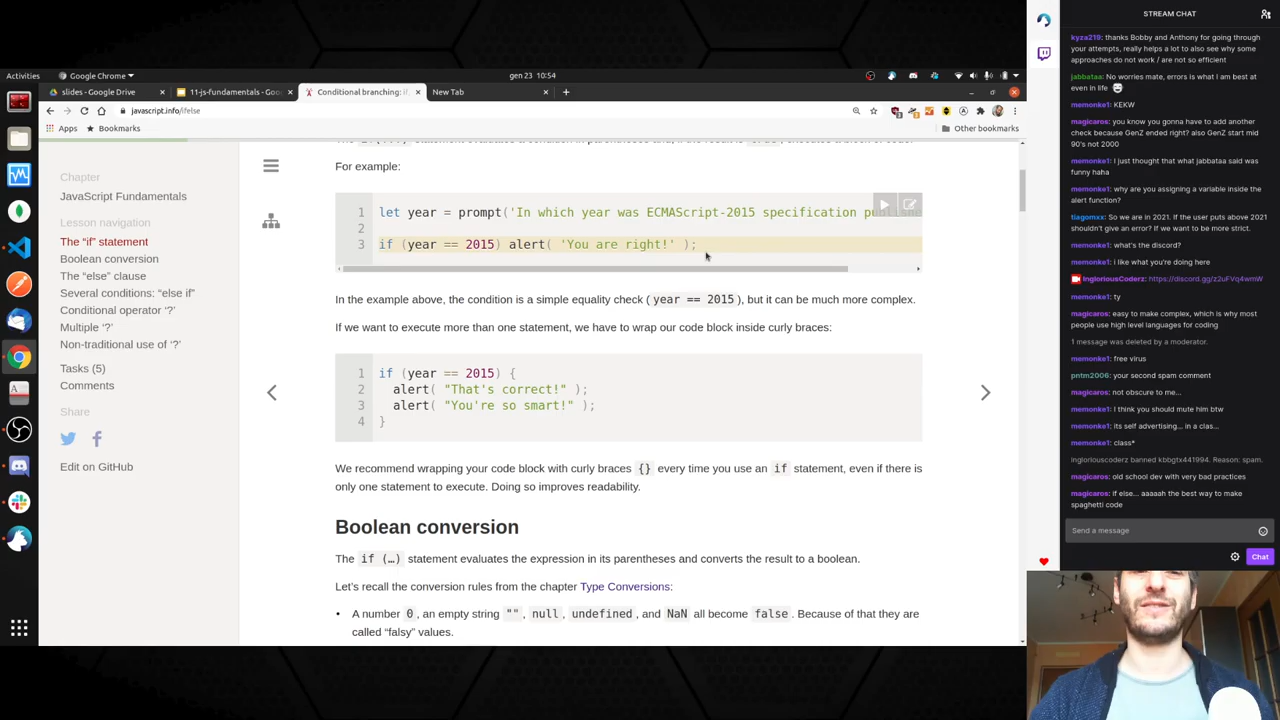 STREAM CHAT
Activities
Google Chrome
gen 23 10:54
slides - Google Drive
11-js-fundamentals - Goo
Conditional branching: if,
New Tab
javascript.info/ifelse
Apps
Bookmarks
Other bookmarks
Chapter
JavaScript Fundamentals
Lesson navigation
The “if” statement
Boolean conversion
The “else” clause
Several conditions: “else if”
Conditional operator ‘?’
Multiple ‘?’
Non-traditional use of ‘?’
Tasks (5)
Comments
Share
Edit on GitHub
For example:
1 let year = prompt('In which year was ECMAScript-2015 specification
2
3 if (year == 2015) alert( 'You are right!' );
In the example above, the condition is a simple equality check ( year == 2015 ), but it can be much more complex.
If we want to execute more than one statement, we have to wrap our code block inside curly braces:
1 if (year == 2015) {
2 alert( "That's correct!" );
3 alert( "You're so smart!" );
4 }
We recommend wrapping your code block with curly braces {} every time you use an if statement, even if there is
only one statement to execute. Doing so improves readability.
Boolean conversion
The if (…) statement evaluates the expression in its parentheses and converts the result to a boolean.
Let’s recall the conversion rules from the chapter Type Conversions:
• A number 0, an empty string "", null, undefined, and NaN all become false. Because of that they are
called “falsy” values.
kyza219: thanks Bobby and Anthony for going through
your attempts, really helps a lot to also see why some
approaches do not work / are not so efficient
jabbataa: No worries mate, errors is what I am best at
even in life
memonke1: KEKW
magicaros: you know you gonna have to add another
check because GenZ ended right? also GenZ start mid
90's not 2000
memonke1: I just thought that what jabbataa said was
funny haha
memonke1: why are you assigning a variable inside the
alert function?
tiagomxx: So we are in 2021. If the user puts above 2021
shouldn't give an error? If we want to be more strict.
memonke1: what's the discord?
memonke1: i like what you're doing here
IngloriousCoderz: https://discord.gg/z2uFVq4wmW
memonke1: ty
magicaros: easy to make complex, which is why most
people use high level languages for coding
1 message was deleted by a moderator.
memonke1: free virus
pntm2006: your second spam comment
magicaros: not obscure to me...
memonke1: I think you should mute him btw
memonke1: its self advertising... in a clas...
memonke1: class*
ingloriouscoderz banned kbbgtx441994. Reason: spam.
magicaros: old school dev with very bad practices
magicaros: if else... aaaaah the best way to make
spaghetti code
Send a message
Chat